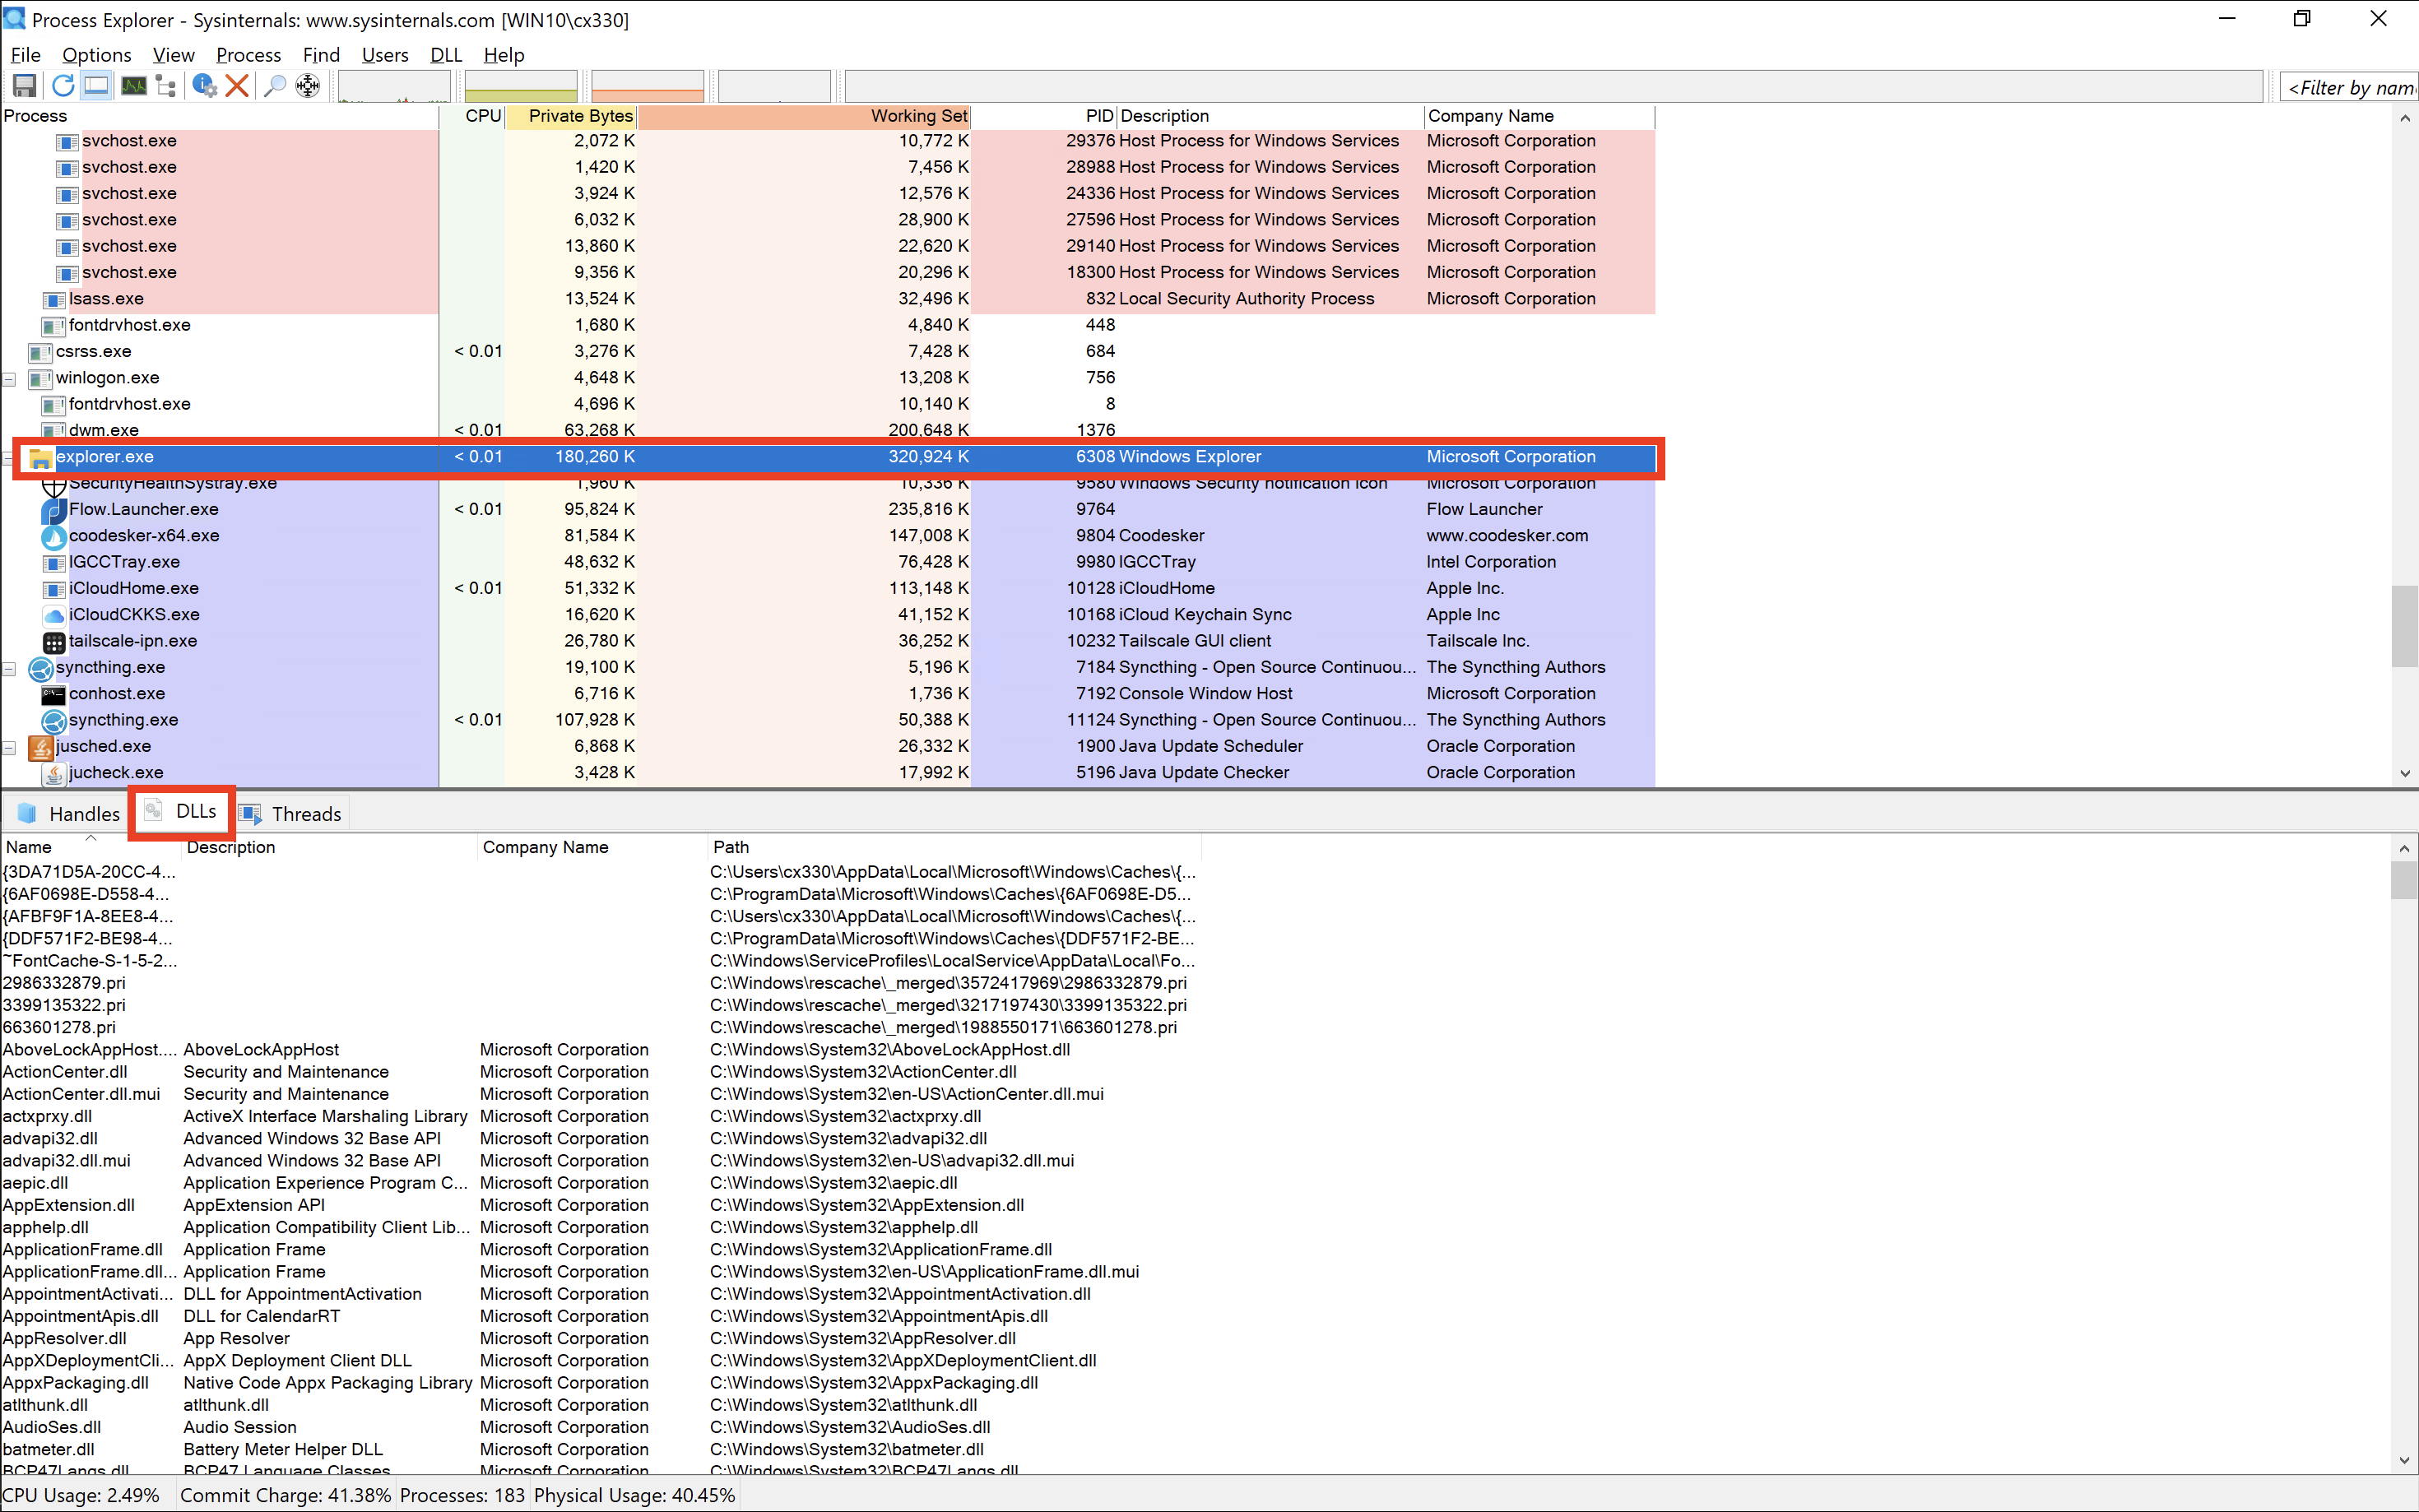 Process Explorer - Sysinternals: www.sysinternals.com [WIN10\cx330]
File Options View Process Find Users DLL Help
<Filter by nam
Process CPU Private Bytes Working Set PID Description Company Name
svchost.exe 2,072 K 10,772 K 29376 Host Process for Windows Services Microsoft Corporation
svchost.exe 1,420 K 7,456 K 28988 Host Process for Windows Services Microsoft Corporation
svchost.exe 3,924 K 12,576 K 24336 Host Process for Windows Services Microsoft Corporation
svchost.exe 6,032 K 28,900 K 27596 Host Process for Windows Services Microsoft Corporation
svchost.exe 13,860 K 22,620 K 29140 Host Process for Windows Services Microsoft Corporation
svchost.exe 9,356 K 20,296 K 18300 Host Process for Windows Services Microsoft Corporation
lsass.exe 13,524 K 32,496 K 832 Local Security Authority Process Microsoft Corporation
fontdrvhost.exe 1,680 K 4,840 K 448
csrss.exe < 0.01 3,276 K 7,428 K 684
winlogon.exe 4,648 K 13,208 K 756
fontdrvhost.exe 4,696 K 10,140 K 8
dwm.exe < 0.01 63,268 K 200,648 K 1376
explorer.exe < 0.01 180,260 K 320,924 K 6308 Windows Explorer Microsoft Corporation
SecurityHealthSystray.exe 1,960 K 10,336 K 9580 Windows Security notification icon Microsoft Corporation
Flow.Launcher.exe < 0.01 95,824 K 235,816 K 9764 Flow Launcher
coodesker-x64.exe 81,584 K 147,008 K 9804 Coodesker www.coodesker.com
IGCCTray.exe 48,632 K 76,428 K 9980 IGCCTray Intel Corporation
iCloudHome.exe < 0.01 51,332 K 113,148 K 10128 iCloudHome Apple Inc.
iCloudCKKS.exe 16,620 K 41,152 K 10168 iCloud Keychain Sync Apple Inc
tailscale-ipn.exe 26,780 K 36,252 K 10232 Tailscale GUI client Tailscale Inc.
syncthing.exe 19,100 K 5,196 K 7184 Syncthing - Open Source Continuou... The Syncthing Authors
conhost.exe 6,716 K 1,736 K 7192 Console Window Host Microsoft Corporation
syncthing.exe < 0.01 107,928 K 50,388 K 11124 Syncthing - Open Source Continuou... The Syncthing Authors
jusched.exe 6,868 K 26,332 K 1900 Java Update Scheduler Oracle Corporation
jucheck.exe 3,428 K 17,992 K 5196 Java Update Checker Oracle Corporation
Handles DLLs Threads
Name Description Company Name Path
{3DA71D5A-20CC-4... C:\Users\cx330\AppData\Local\Microsoft\Windows\Caches\{...
{6AF0698E-D558-4... C:\ProgramData\Microsoft\Windows\Caches\{6AF0698E-D5...
{AFBF9F1A-8EE8-4... C:\Users\cx330\AppData\Local\Microsoft\Windows\Caches\{...
{DDF571F2-BE98-4... C:\ProgramData\Microsoft\Windows\Caches\{DDF571F2-BE...
~FontCache-S-1-5-2... C:\Windows\ServiceProfiles\LocalService\AppData\Local\Fo...
2986332879.pri C:\Windows\rescache\_merged\3572417969\2986332879.pri
3399135322.pri C:\Windows\rescache\_merged\3217197430\3399135322.pri
663601278.pri C:\Windows\rescache\_merged\1988550171\663601278.pri
AboveLockAppHost.... AboveLockAppHost Microsoft Corporation C:\Windows\System32\AboveLockAppHost.dll
ActionCenter.dll Security and Maintenance Microsoft Corporation C:\Windows\System32\ActionCenter.dll
ActionCenter.dll.mui Security and Maintenance Microsoft Corporation C:\Windows\System32\en-US\ActionCenter.dll.mui
actxprxy.dll ActiveX Interface Marshaling Library Microsoft Corporation C:\Windows\System32\actxprxy.dll
advapi32.dll Advanced Windows 32 Base API Microsoft Corporation C:\Windows\System32\advapi32.dll
advapi32.dll.mui Advanced Windows 32 Base API Microsoft Corporation C:\Windows\System32\en-US\advapi32.dll.mui
aepic.dll Application Experience Program C... Microsoft Corporation C:\Windows\System32\aepic.dll
AppExtension.dll AppExtension API Microsoft Corporation C:\Windows\System32\AppExtension.dll
apphelp.dll Application Compatibility Client Lib... Microsoft Corporation C:\Windows\System32\apphelp.dll
ApplicationFrame.dll Application Frame Microsoft Corporation C:\Windows\System32\ApplicationFrame.dll
ApplicationFrame.dll... Application Frame Microsoft Corporation C:\Windows\System32\en-US\ApplicationFrame.dll.mui
AppointmentActivati... DLL for AppointmentActivation Microsoft Corporation C:\Windows\System32\AppointmentActivation.dll
AppointmentApis.dll DLL for CalendarRT Microsoft Corporation C:\Windows\System32\AppointmentApis.dll
AppResolver.dll App Resolver Microsoft Corporation C:\Windows\System32\AppResolver.dll
AppXDeploymentCli... AppX Deployment Client DLL Microsoft Corporation C:\Windows\System32\AppXDeploymentClient.dll
AppxPackaging.dll Native Code Appx Packaging Library Microsoft Corporation C:\Windows\System32\AppxPackaging.dll
atlthunk.dll atlthunk.dll Microsoft Corporation C:\Windows\System32\atlthunk.dll
AudioSes.dll Audio Session Microsoft Corporation C:\Windows\System32\AudioSes.dll
batmeter.dll Battery Meter Helper DLL Microsoft Corporation C:\Windows\System32\batmeter.dll
BCP47Langs.dll BCP47 Language Classes Microsoft Corporation C:\Windows\System32\BCP47Langs.dll
CPU Usage: 2.49% Commit Charge: 41.38% Processes: 183 Physical Usage: 40.45%